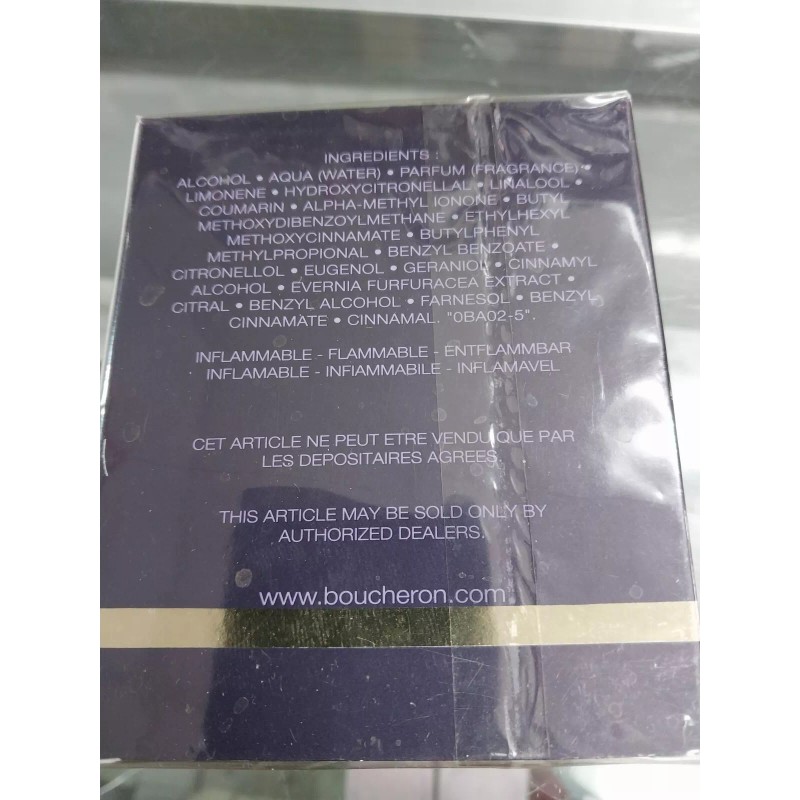 INGREDIENTS :
ALCOHOL • AQUA (WATER) • PARFUM (FRAGRANCE) •
LIMONENE • HYDROXYCITRONELLAL • LINALOOL •
COUMARIN • ALPHA-METHYL IONONE • BUTYL
METHOXYDIBENZOYLMETHANE • ETHYLHEXYL
METHOXYCINNAMATE • BUTYLPHENYL
METHYLPROPIONAL • BENZYL BENZOATE •
CITRONELLOL • EUGENOL • GERANIOL • CINNAMYL
ALCOHOL • EVERNIA FURFURACEA EXTRACT •
CITRAL • BENZYL ALCOHOL • FARNESOL • BENZYL
CINNAMATE • CINNAMAL. "0BA02-5".
INFLAMMABLE - FLAMMABLE - ENTFLAMMBAR
INFLAMABLE - INFIAMMABILE - INFLAMAVEL
CET ARTICLE NE PEUT ETRE VENDU QUE PAR
LES DEPOSITAIRES AGREES.
THIS ARTICLE MAY BE SOLD ONLY BY
AUTHORIZED DEALERS.
www.boucheron.com